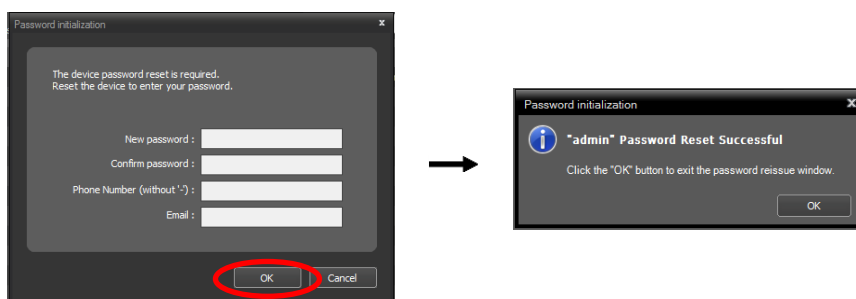 Password initialization x
The device password reset is required.
Reset the device to enter your password.
New password :
Confirm password :
Phone Number (without '-') :
Email :
OK Cancel
Password initialization x
"admin" Password Reset Successful
Click the "OK" button to exit the password reissue window.
OK